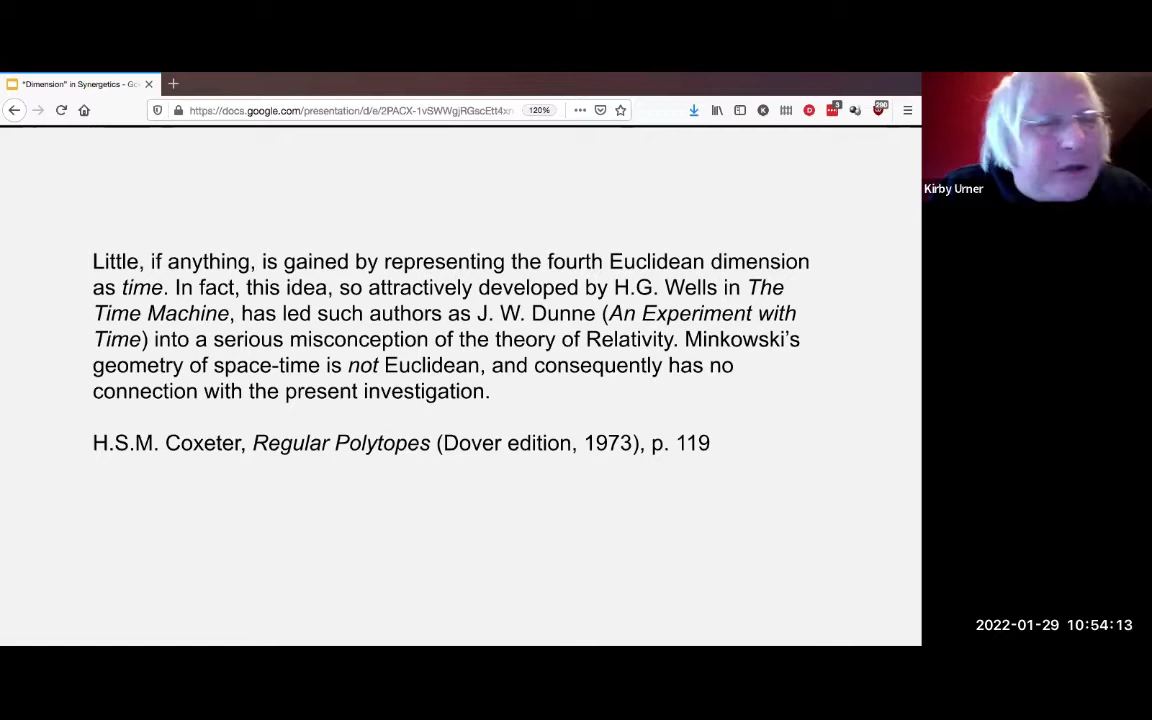 "Dimension" in Synergetics - Go
https://docs.google.com/presentation/d/e/2PACX-1vSWWgjRGscEtt4xn
120%
3
290
Kirby Urner
Little, if anything, is gained by representing the fourth Euclidean dimension
as time. In fact, this idea, so attractively developed by H.G. Wells in The
Time Machine, has led such authors as J. W. Dunne (An Experiment with
Time) into a serious misconception of the theory of Relativity. Minkowski's
geometry of space-time is not Euclidean, and consequently has no
connection with the present investigation.
H.S.M. Coxeter, Regular Polytopes (Dover edition, 1973), p. 119
2022-01-29 10:54:13